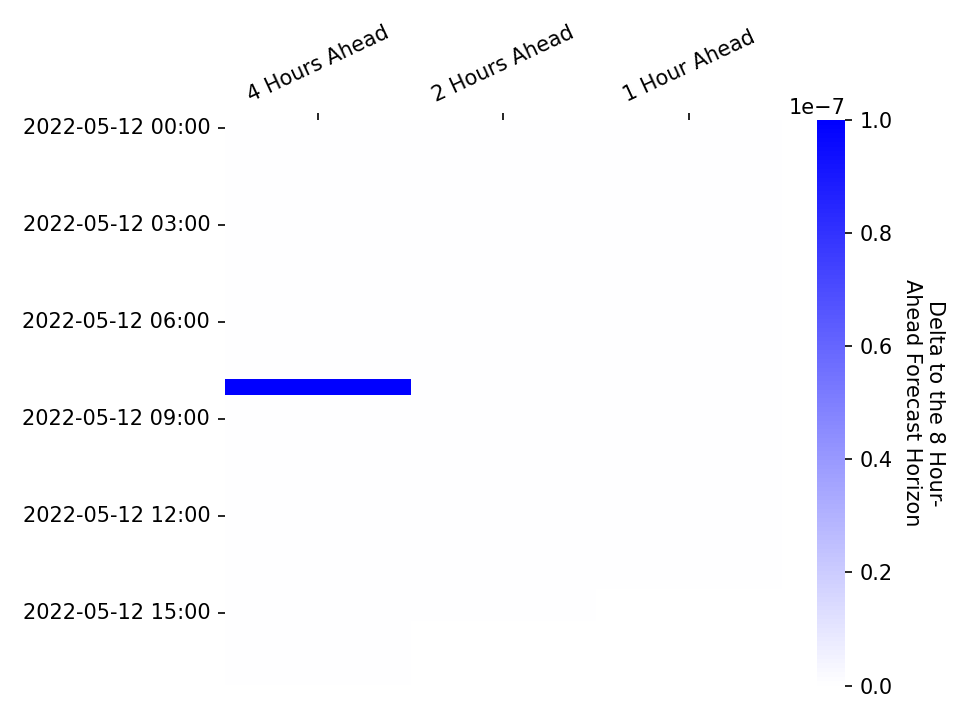 4 Hours Ahead
2 Hours Ahead
1 Hour Ahead
1e−7
2022-05-12 00:00
2022-05-12 03:00
2022-05-12 06:00
2022-05-12 09:00
2022-05-12 12:00
2022-05-12 15:00
1.0
0.8
0.6
0.4
0.2
0.0
Delta to the 8 Hour-
Ahead Forecast Horizon